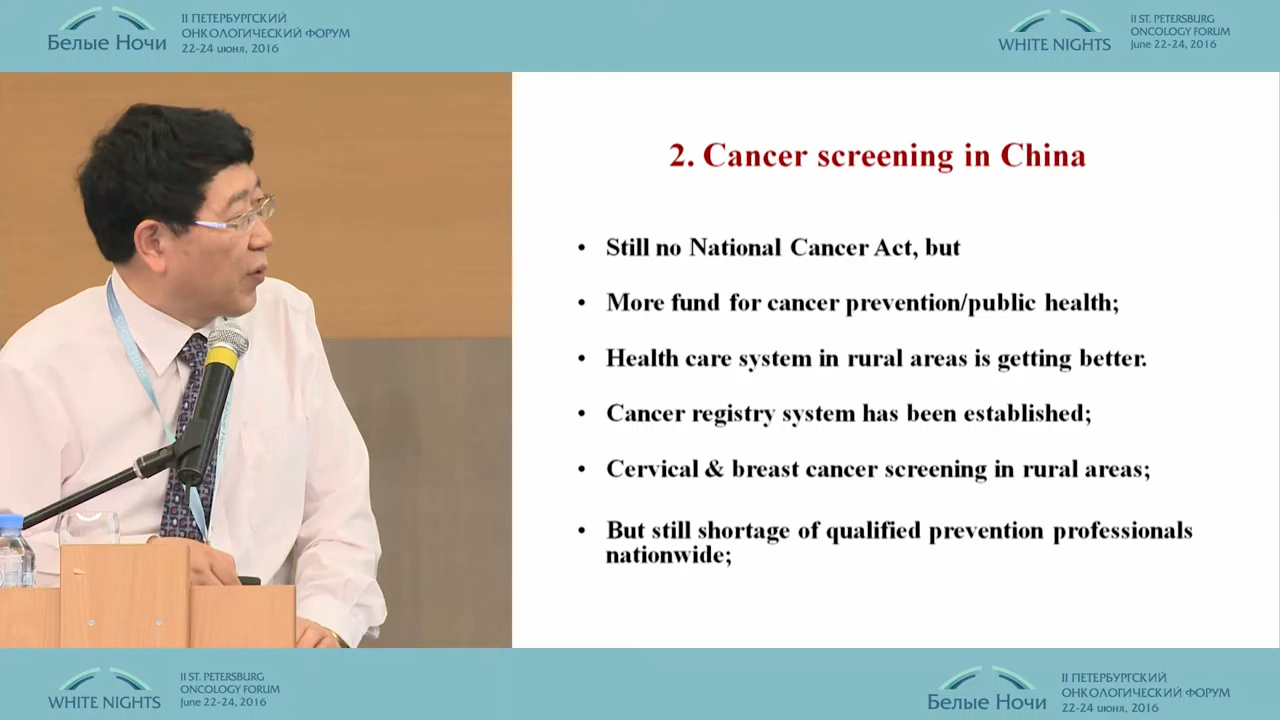 Белые Ночи
II ПЕТЕРБУРГСКИЙ
ОНКОЛОГИЧЕСКИЙ ФОРУМ
22-24 июня, 2016
WHITE NIGHTS
II ST. PETERSBURG
ONCOLOGY FORUM
June 22-24, 2016
2. Cancer screening in China
• Still no National Cancer Act, but
• More fund for cancer prevention/public health;
• Health care system in rural areas is getting better.
• Cancer registry system has been established;
• Cervical & breast cancer screening in rural areas;
• But still shortage of qualified prevention professionals
nationwide;
WHITE NIGHTS
II ST. PETERSBURG
ONCOLOGY FORUM
June 22-24, 2016
Белые Ночи
II ПЕТЕРБУРГСКИЙ
ОНКОЛОГИЧЕСКИЙ ФОРУМ
22-24 июня, 2016